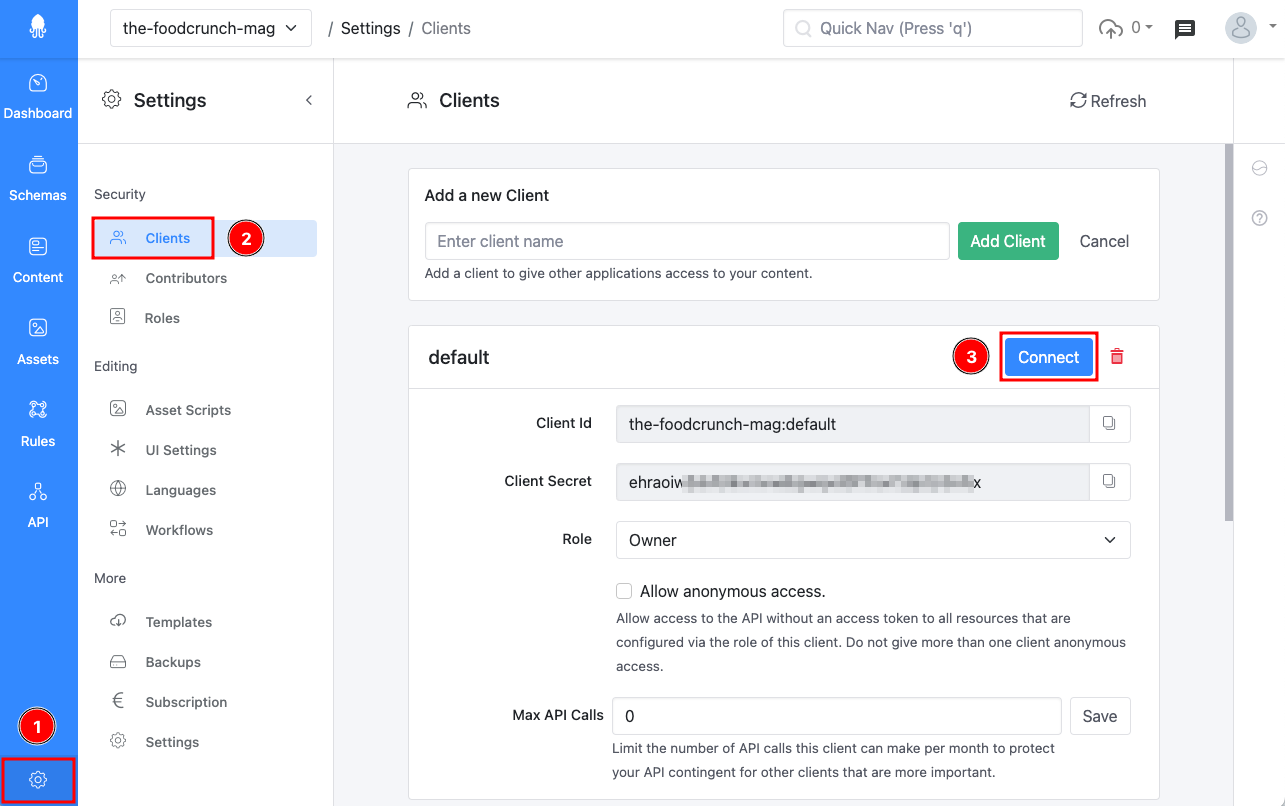 the-foodcrunch-mag / Settings / Clients
Quick Nav (Press 'q')
0
Dashboard
Schemas
Content
Assets
Rules
API
1
Settings
Security
Clients
2
Contributors
Roles
Editing
Asset Scripts
UI Settings
Languages
Workflows
More
Templates
Backups
Subscription
Settings
Clients
Refresh
Add a new Client
Enter client name
Add Client
Cancel
Add a client to give other applications access to your content.
default
3
Connect
Client Id
the-foodcrunch-mag:default
Client Secret
Role
Owner
Allow anonymous access.
Allow access to the API without an access token to all resources that are
configured via the role of this client. Do not give more than one client anonymous
access.
Max API Calls
0
Save
Limit the number of API calls this client can make per month to protect
your API contingent for other clients that are more important.